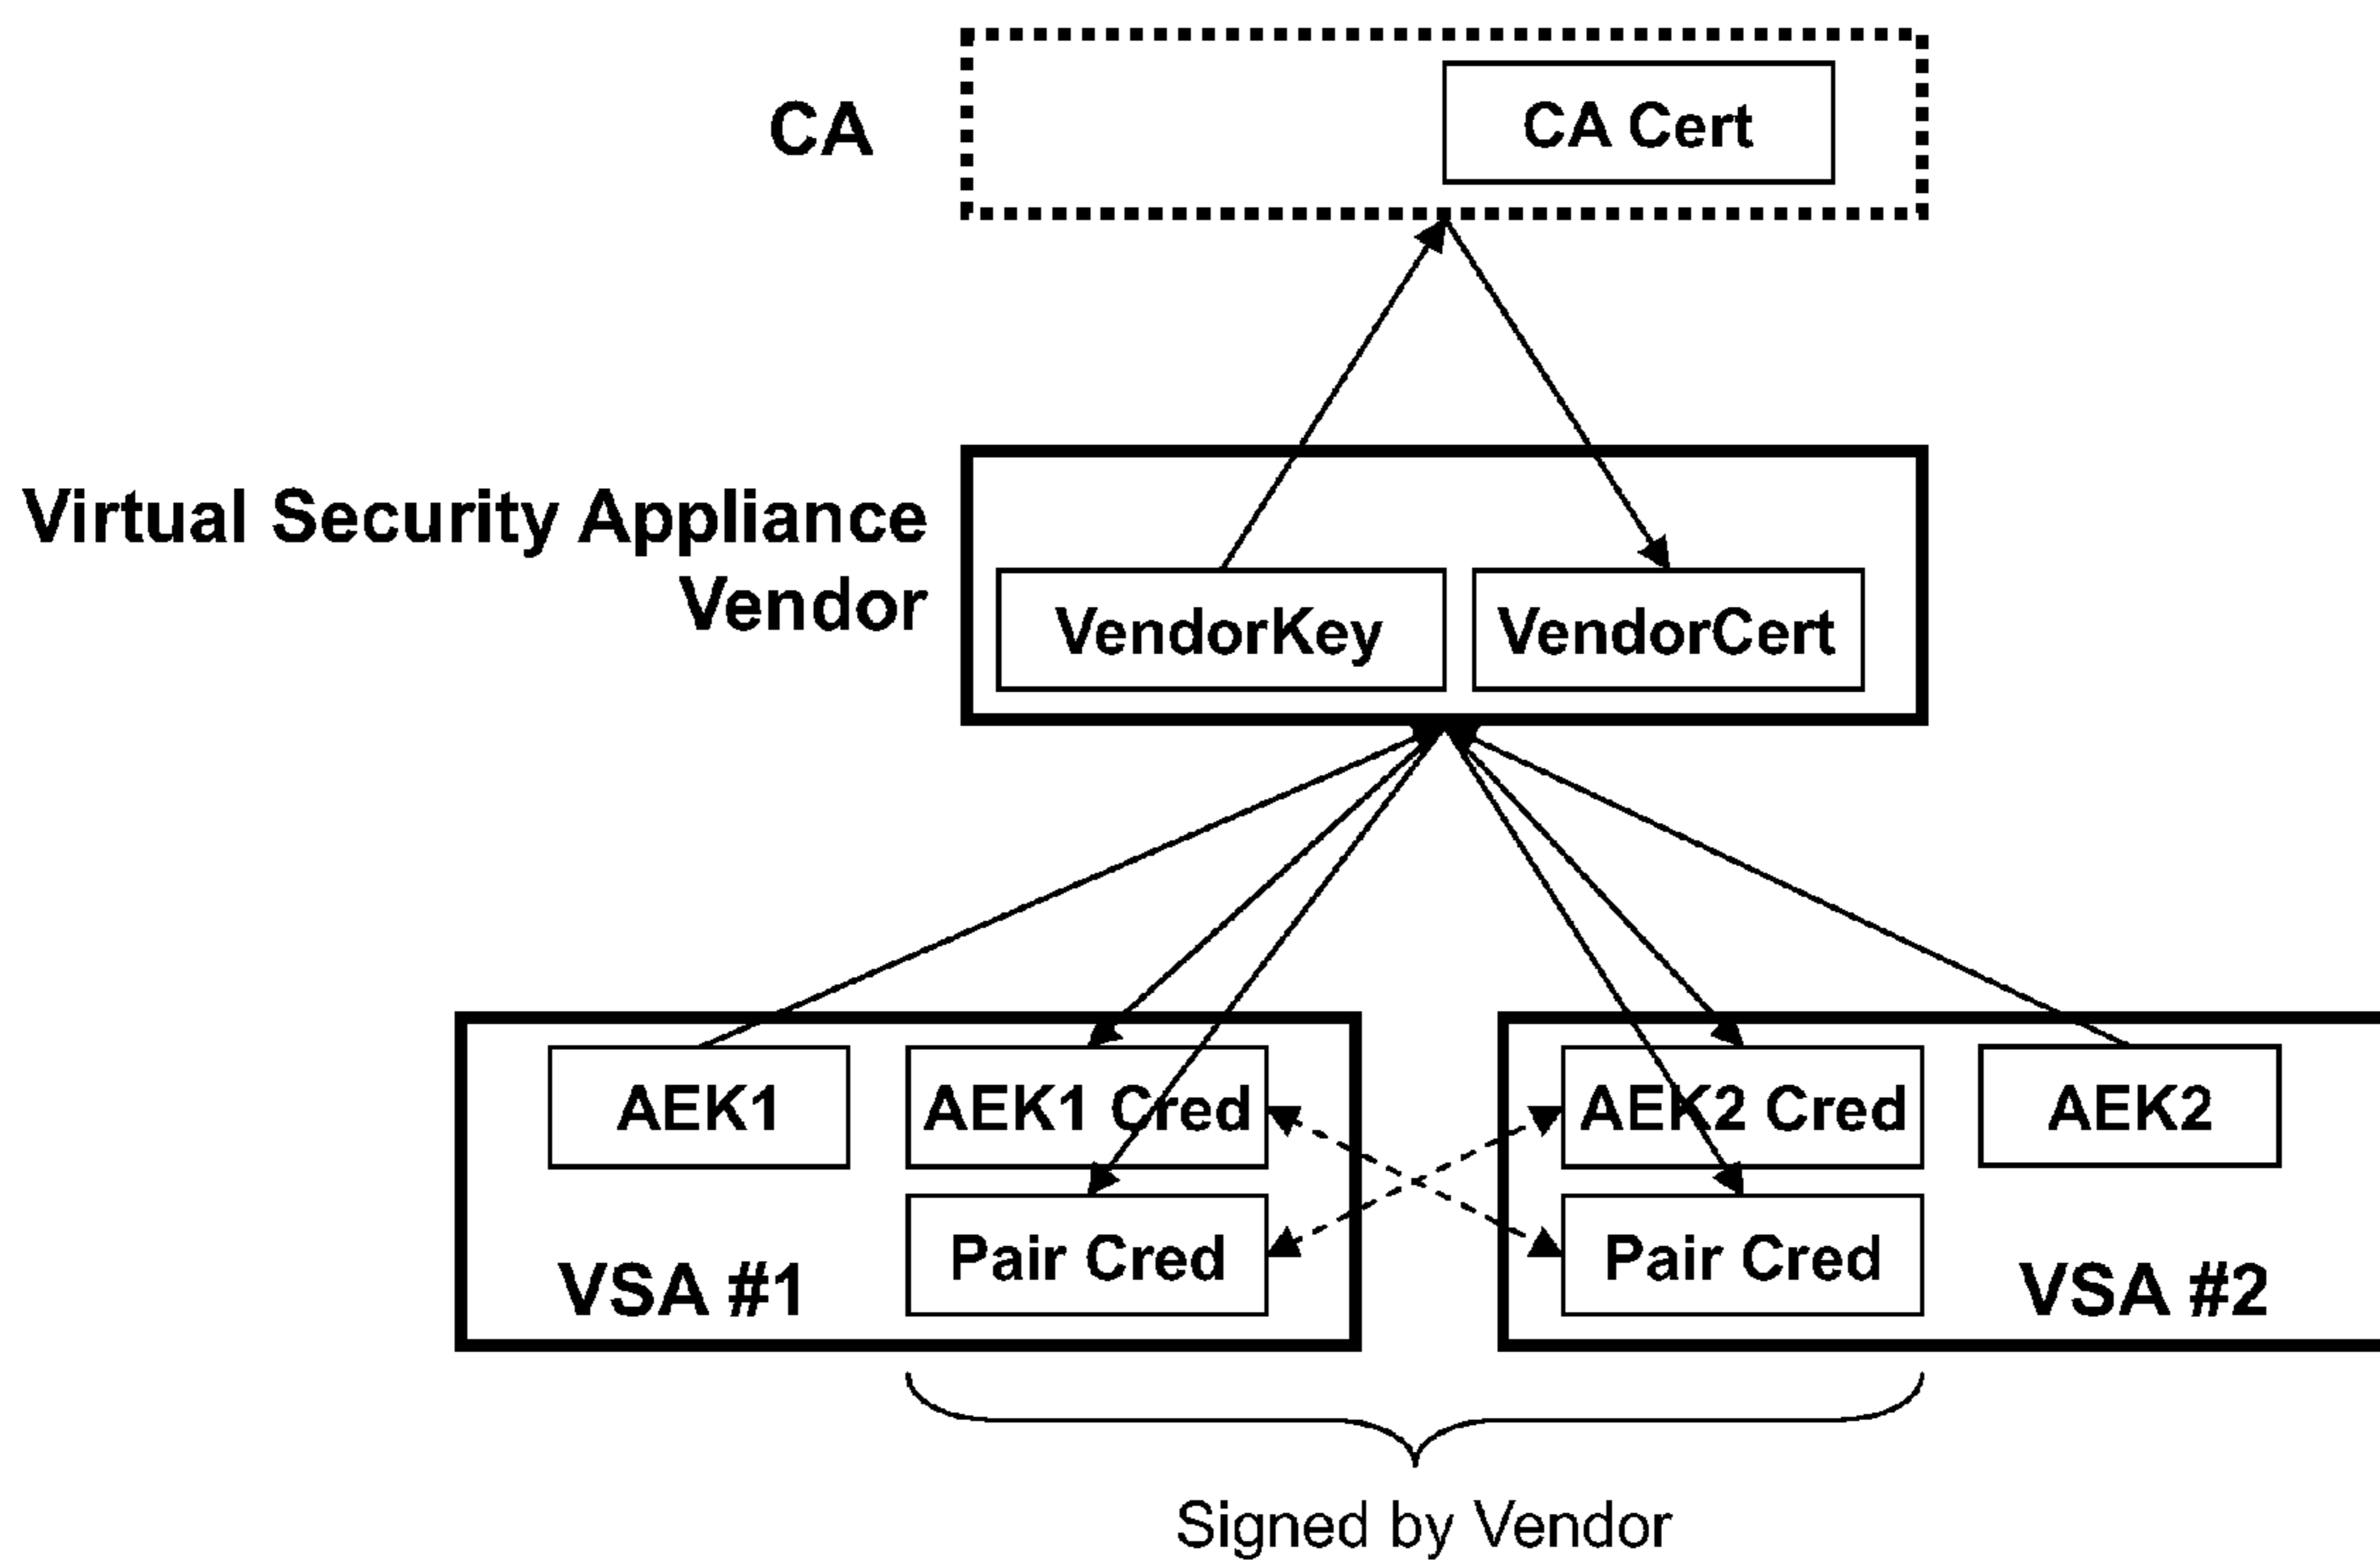 CA
CA Cert
Virtual Security Appliance
Vendor
VendorKey
VendorCert
AEK1
AEK1 Cred
AEK2 Cred
AEK2
Pair Cred
Pair Cred
VSA #1
VSA #2
Signed by Vendor